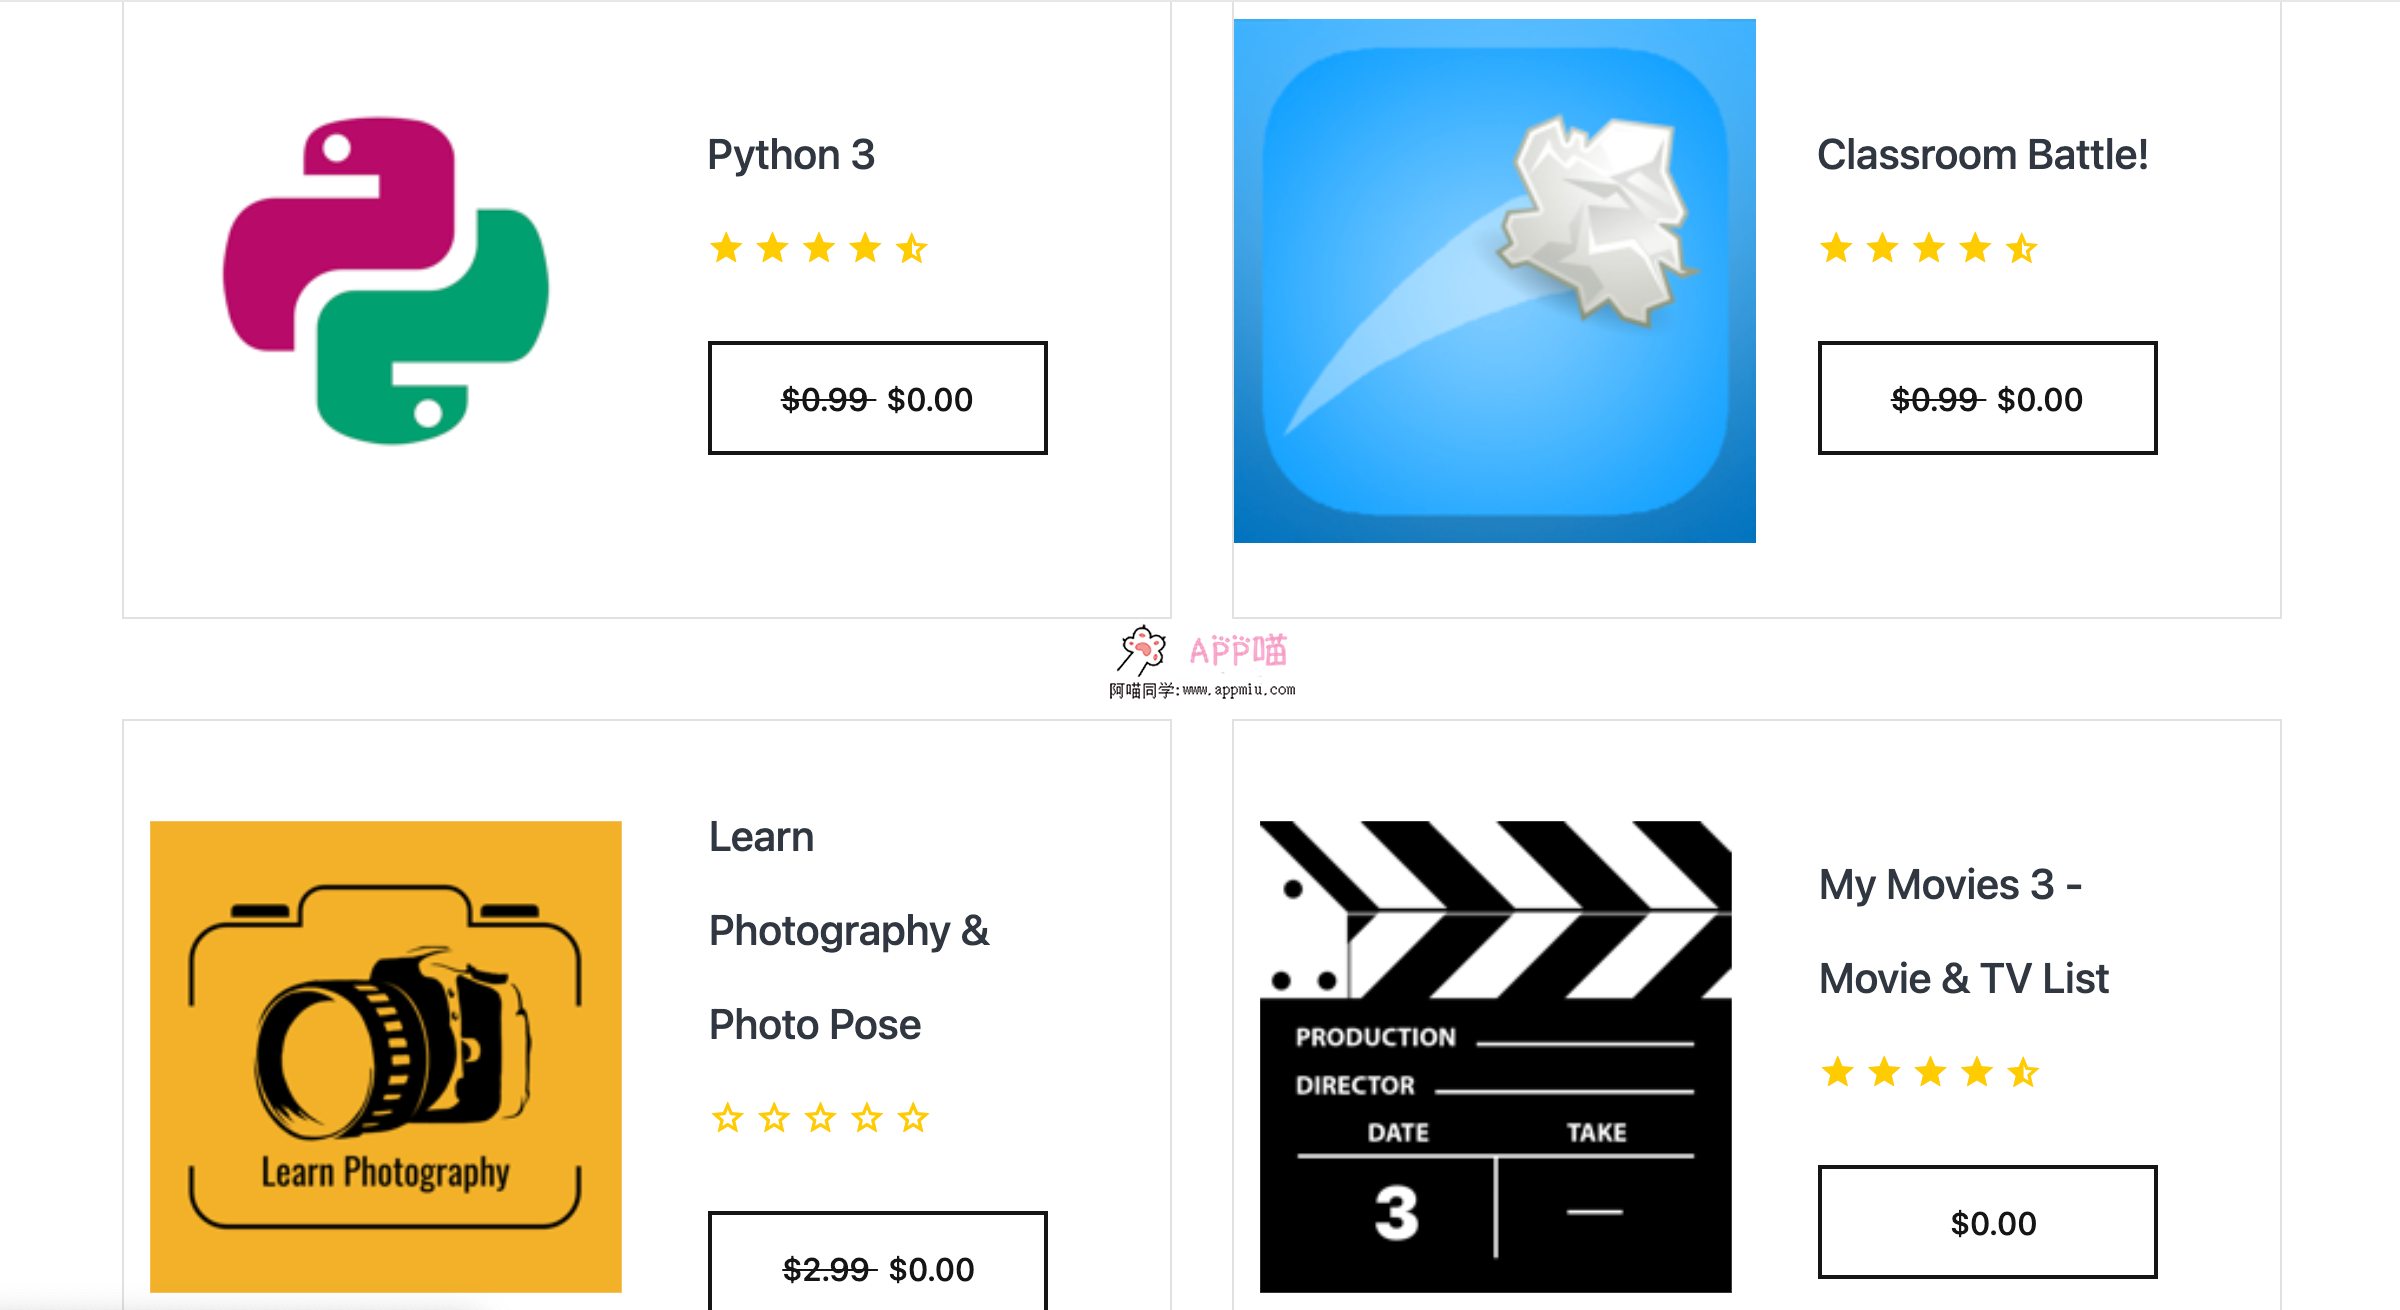 Python 3
$0.99 $0.00
Classroom Battle!
$0.99 $0.00
APP喵
阿喵同学:www.appmiu.com
Learn Photography
Learn
Photography &
Photo Pose
$2.99 $0.00
PRODUCTION
DIRECTOR
DATE TAKE
3 —
My Movies 3 -
Movie & TV List
$0.00